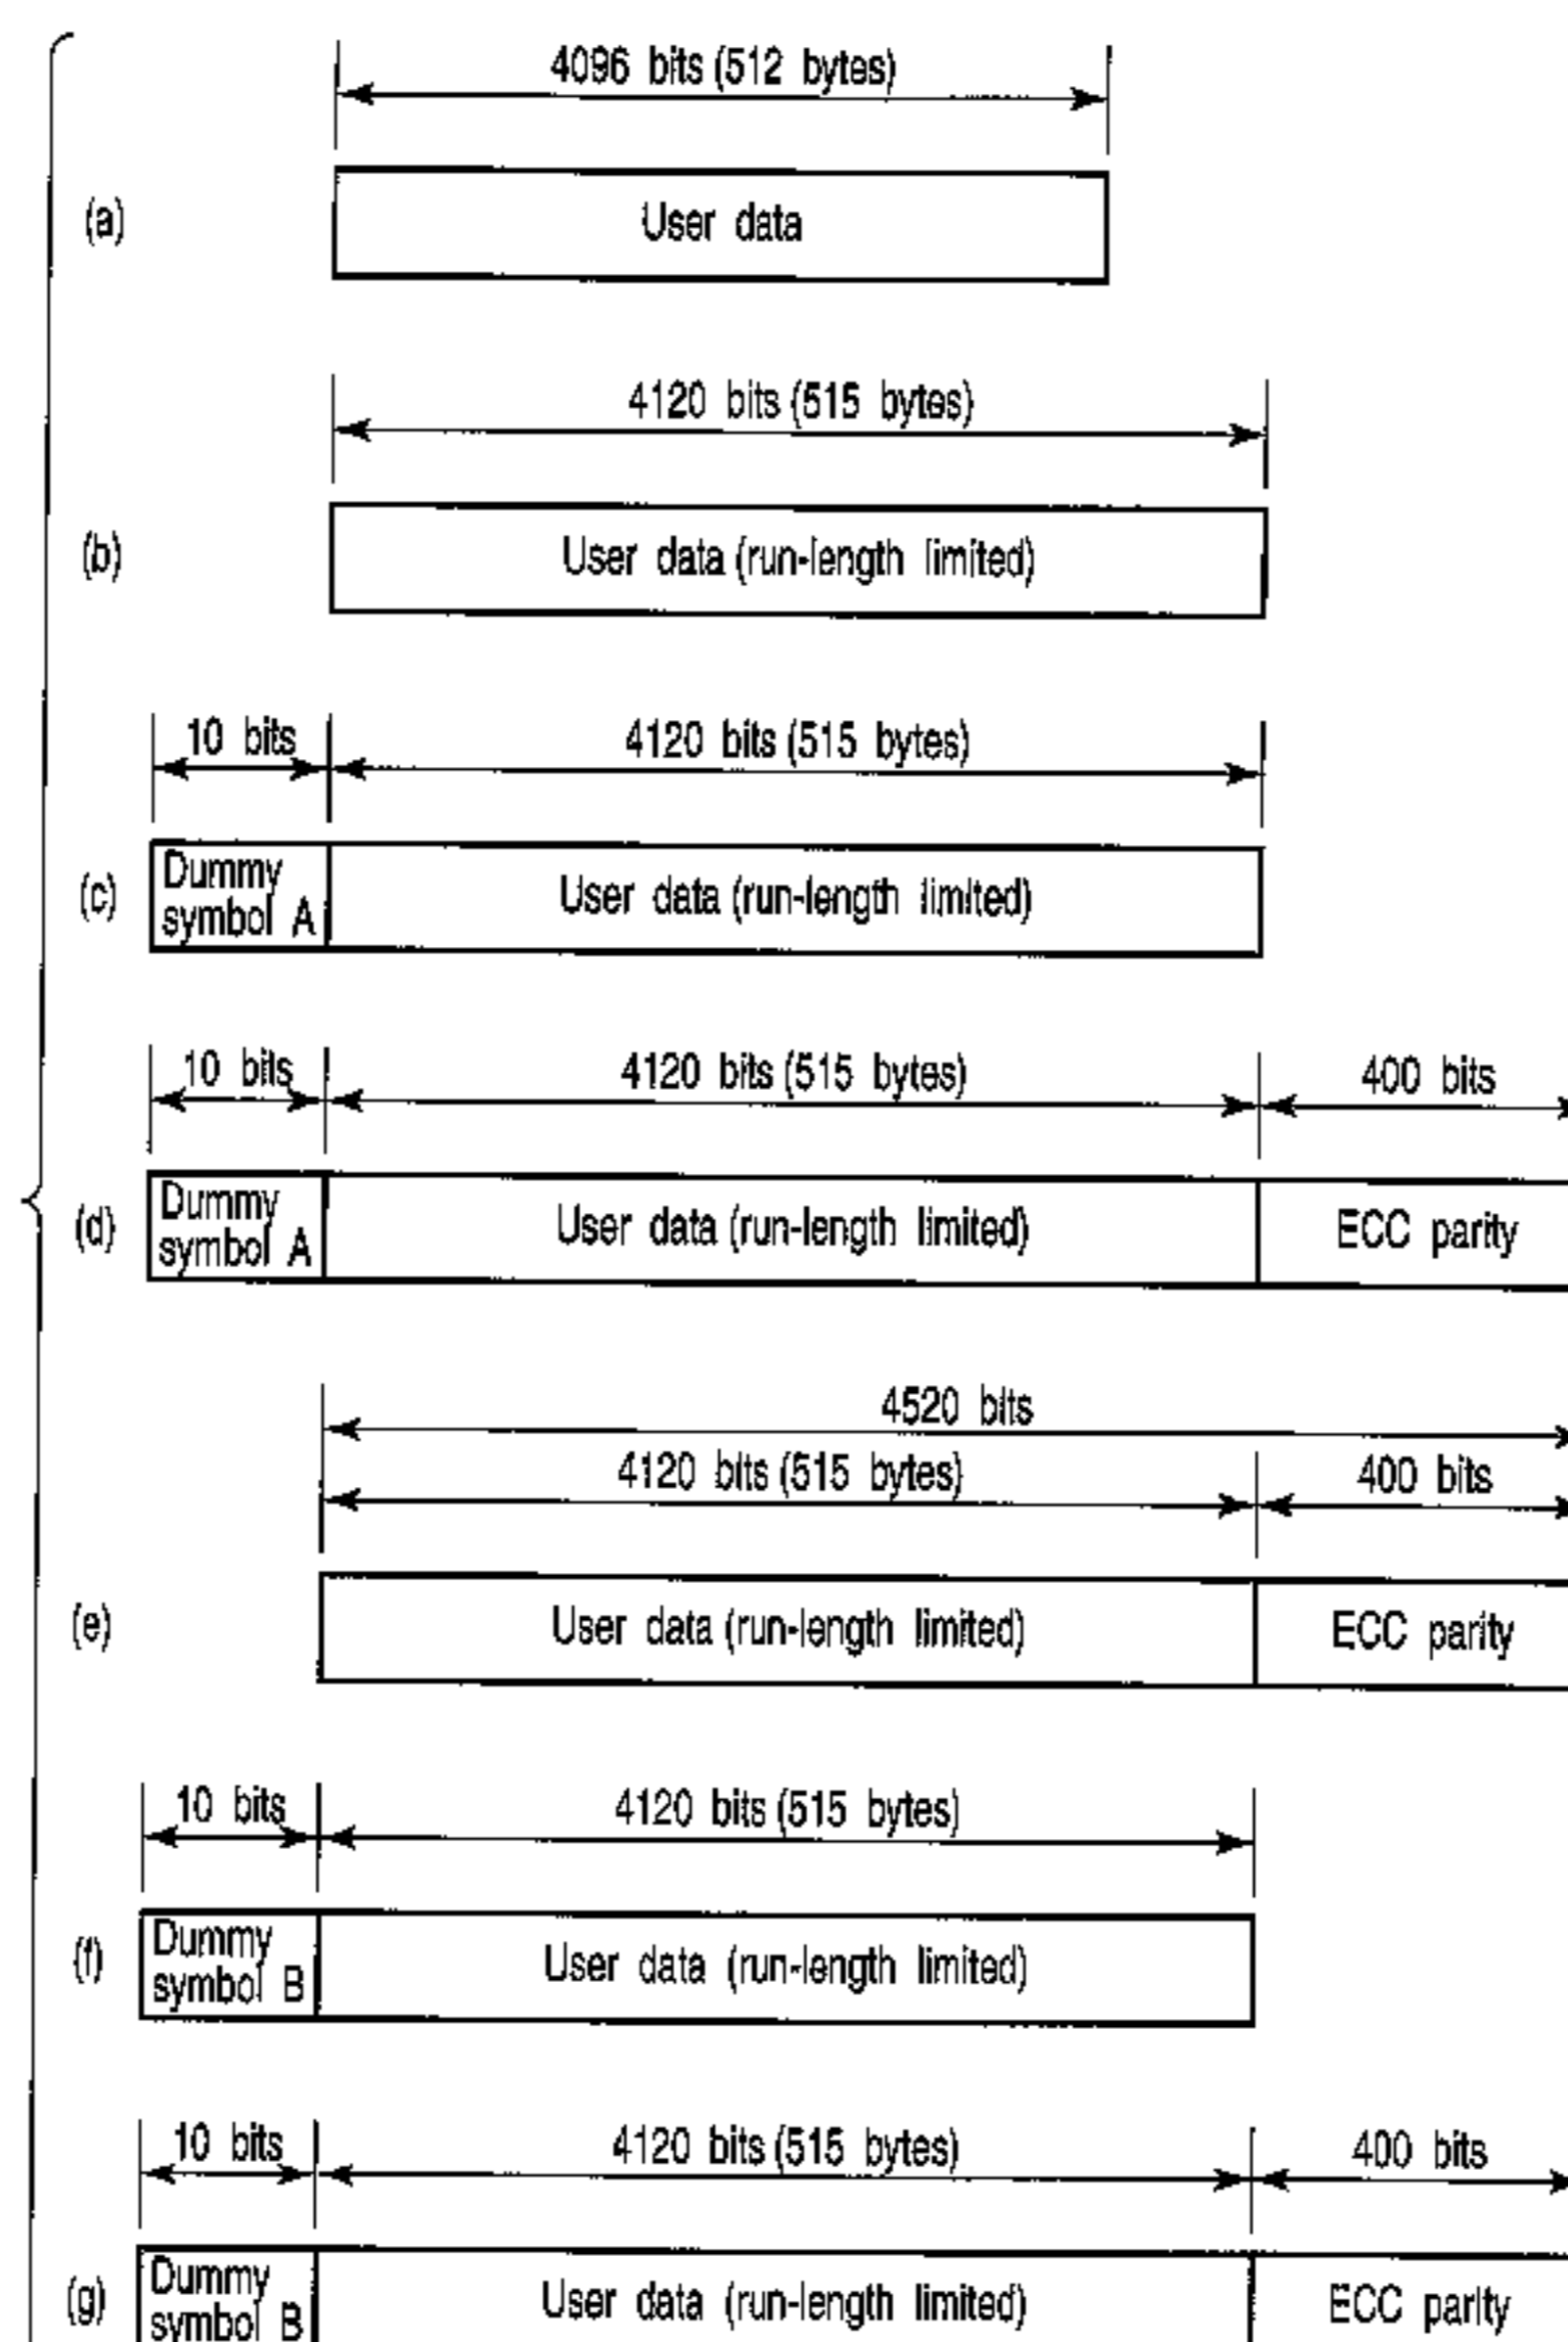 4096 bits (512 bytes)
(a)
User data
4120 bits (515 bytes)
(b)
User data (run-length limited)
10 bits
4120 bits (515 bytes)
(c)
Dummy
symbol A
User data (run-length limited)
10 bits
4120 bits (515 bytes)
400 bits
(d)
Dummy
symbol A
User data (run-length limited)
ECC parity
4520 bits
4120 bits (515 bytes)
400 bits
(e)
User data (run-length limited)
ECC parity
10 bits
4120 bits (515 bytes)
(f)
Dummy
symbol B
User data (run-length limited)
10 bits
4120 bits (515 bytes)
400 bits
(g)
Dummy
symbol B
User data (run-length limited)
ECC parity